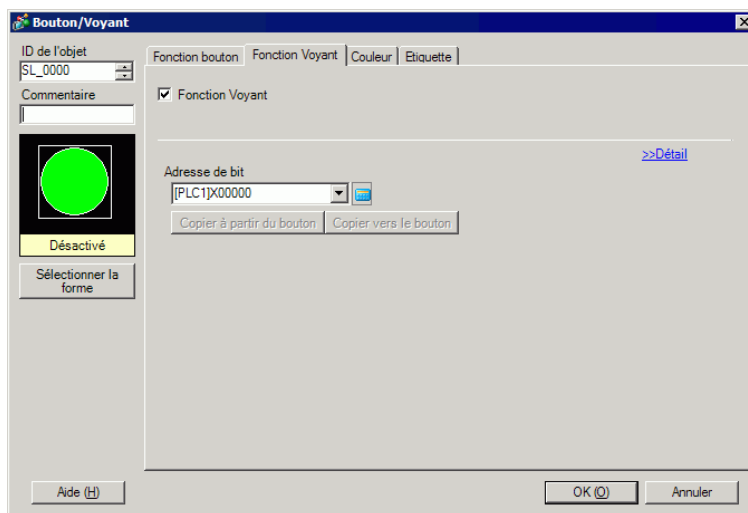 Bouton/Voyant
ID de l'objet
SL_0000
Commentaire
Désactivé
Sélectionner la
forme
Fonction bouton
Fonction Voyant
Couleur
Etiquette
Fonction Voyant
>>Détail
Adresse de bit
[PLC1]X00000
Copier à partir du bouton
Copier vers le bouton
Aide (H)
OK (O)
Annuler